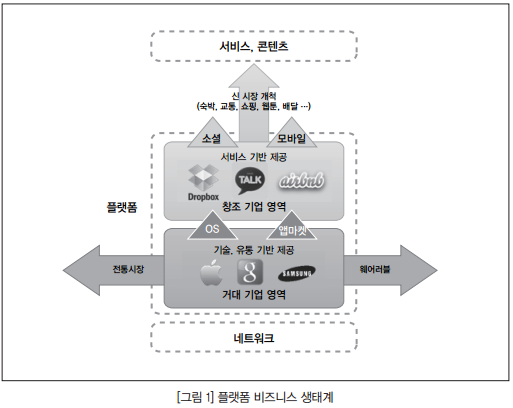 서비스, 콘텐츠
신 시장 개척
(숙박, 교통, 쇼핑, 웹툰, 배달 …)
소셜
모바일
서비스 기반 제공
Dropbox
TALK
airbnb
창조 기업 영역
플랫폼
OS
앱마켓
기술, 유통 기반 제공
전통시장
g
SAMSUNG
웨어러블
거대 기업 영역
네트워크
[그림 1] 플랫폼 비즈니스 생태계